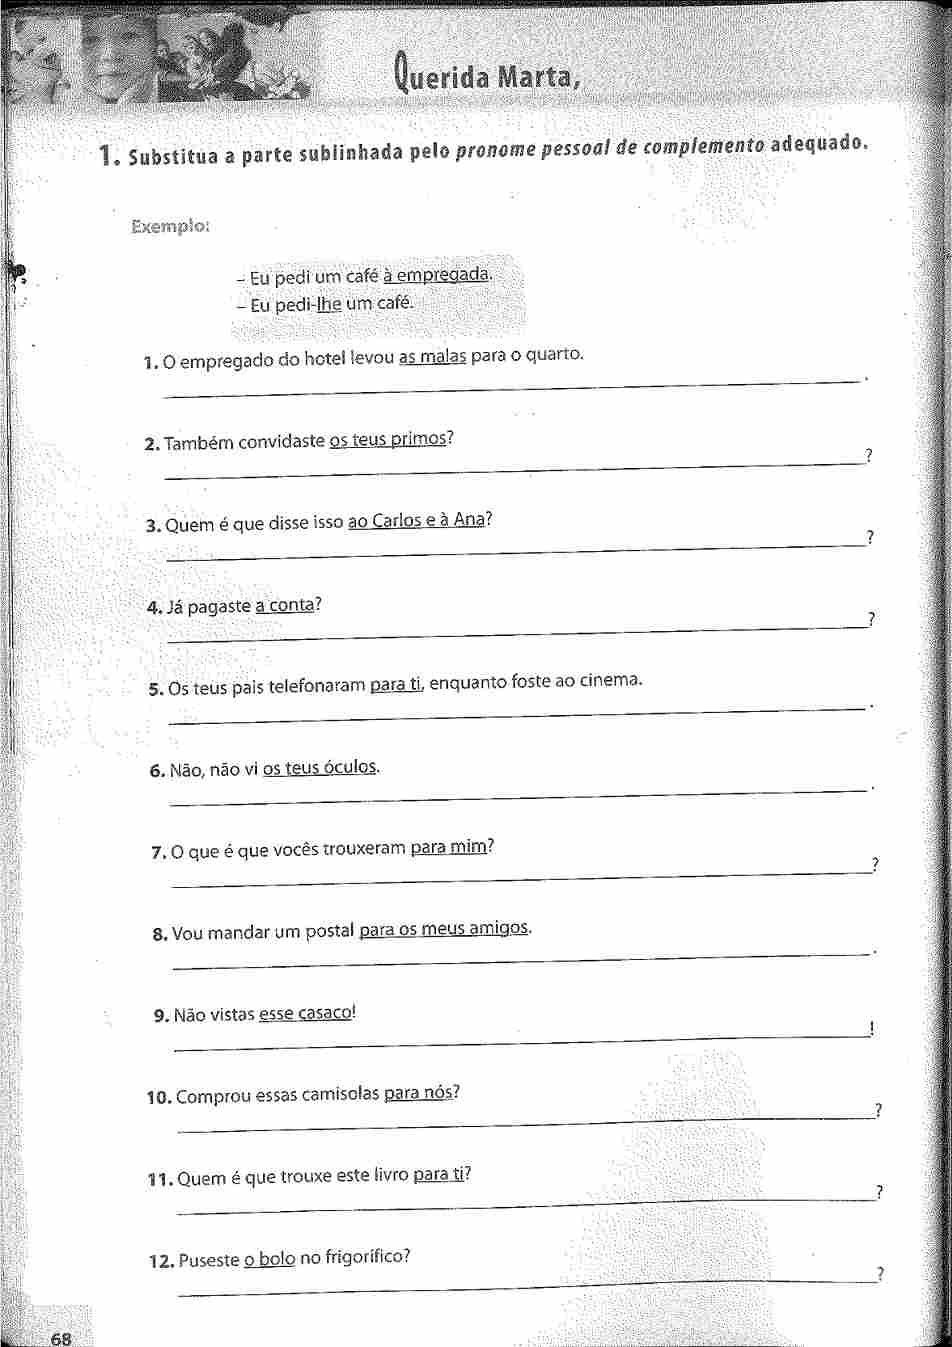 Querida Marta,
1. Substitua a parte sublinhada pelo pronome pessoal de complemento adequado.
Exemplo:
– Eu pedi um café à empregada.
– Eu pedi-lhe um café.
1. O empregado do hotel levou as malas para o quarto.
.
2. Também convidaste os teus primos?
?
3. Quem é que disse isso ao Carlos e à Ana?
?
4. Já pagaste a conta?
?
5. Os teus pais telefonaram para ti, enquanto foste ao cinema.
.
6. Não, não vi os teus óculos.
.
7. O que é que vocês trouxeram para mim?
?
8. Vou mandar um postal para os meus amigos.
.
9. Não vistas esse casaco!
!
10. Comprou essas camisolas para nós?
?
11. Quem é que trouxe este livro para ti?
?
12. Puseste o bolo no frigorífico?
?
68